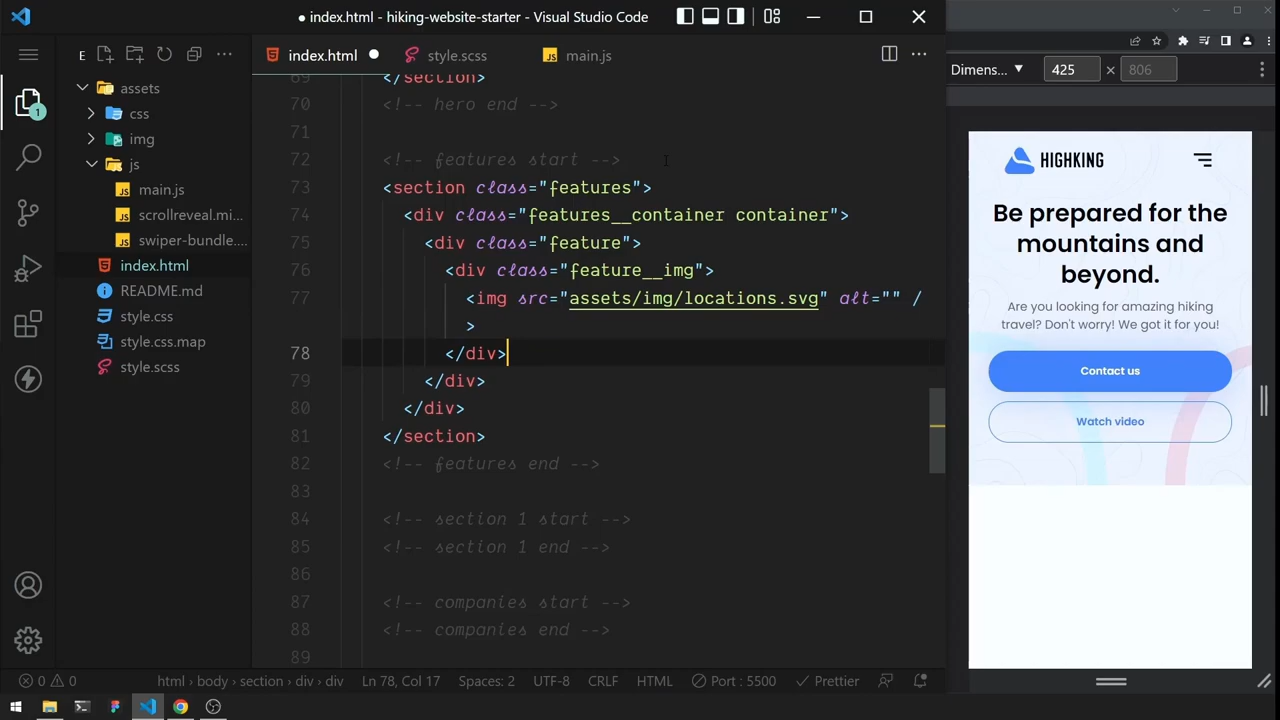 ● index.html - hiking-website-starter - Visual Studio Code
E
index.html
style.scss
main.js
assets
css
img
js
main.js
scrollreveal.mi...
swiper-bundle....
index.html
README.md
style.css
style.css.map
style.scss
1
69 </section>
70 <!-- hero end -->
71
72 <!-- features start -->
73 <section class="features">
74 <div class="features__container container">
75 <div class="feature">
76 <div class="feature__img">
77 <img src="assets/img/locations.svg" alt="" /
>
78 </div>
79 </div>
80 </div>
81 </section>
82 <!-- features end -->
83
84 <!-- section 1 start -->
85 <!-- section 1 end -->
86
87 <!-- companies start -->
88 <!-- companies end -->
89
0 0 html › body › section › div › div Ln 78, Col 17 Spaces: 2 UTF-8 CRLF HTML Port : 5500 Prettier
Dimens... 425 × 806
HIGHKING
Be prepared for the
mountains and
beyond.
Are you looking for amazing hiking
travel? Don't worry! We got it for you!
Contact us
Watch video